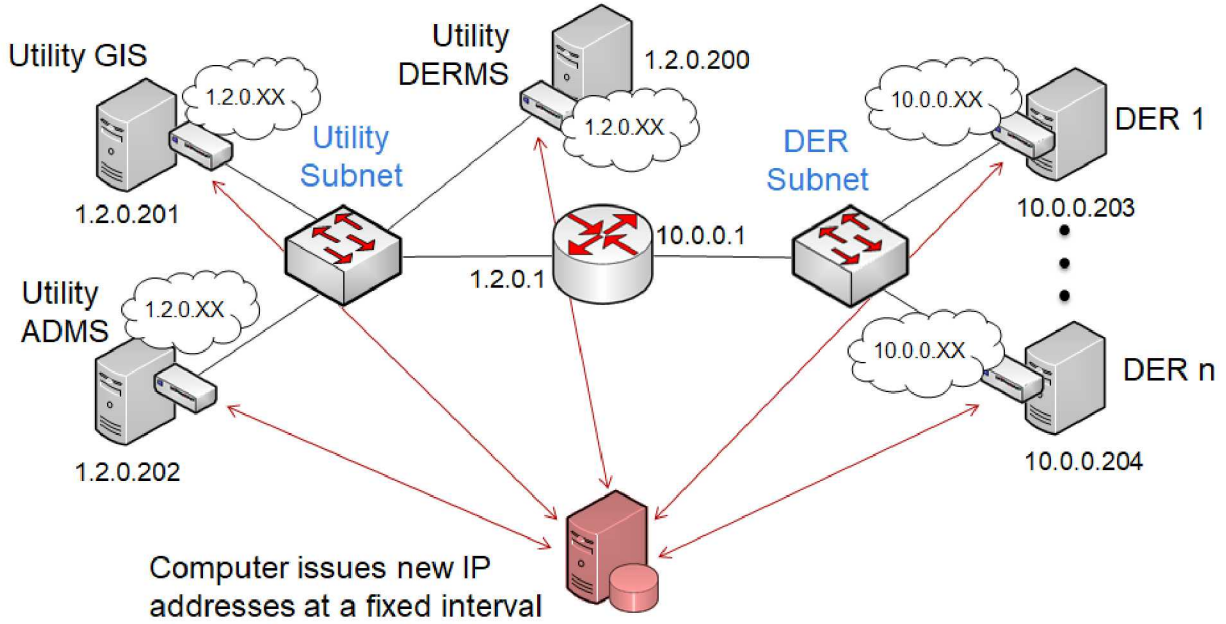 Utility GIS
1.2.0.XX
1.2.0.201
Utility
Subnet
Utility
DERMS
1.2.0.200
1.2.0.XX
DER
Subnet
10.0.0.XX
DER 1
10.0.0.203
10.0.0.1
1.2.0.1
Utility
ADMS
1.2.0.XX
1.2.0.202
10.0.0.XX
DER n
10.0.0.204
Computer issues new IP
addresses at a fixed interval